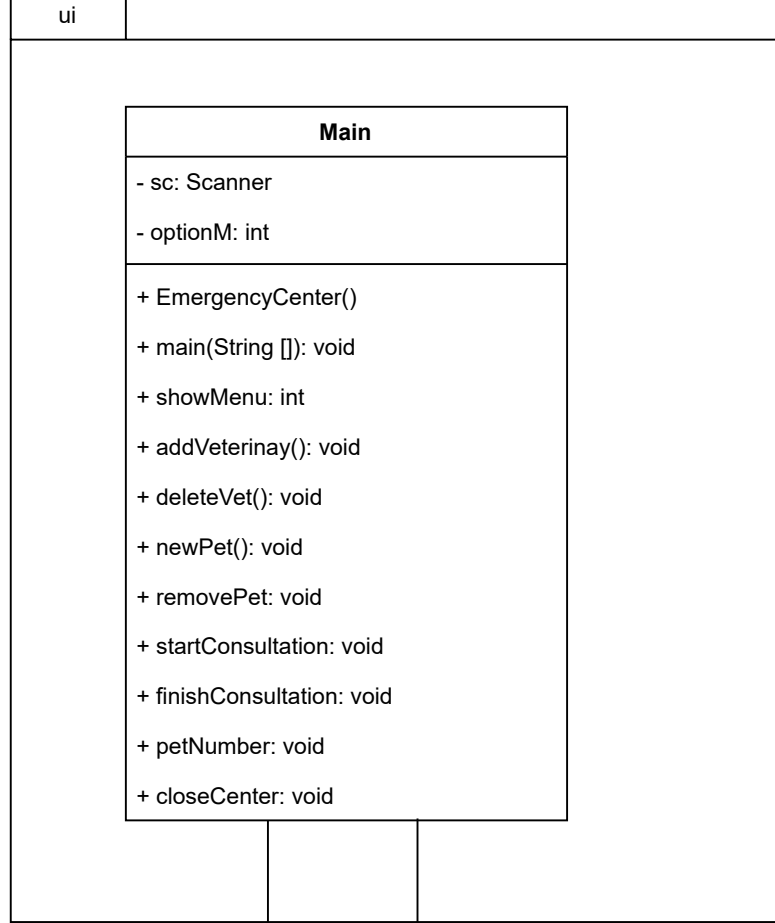 ui
Main
- sc: Scanner
- optionM: int
+ EmergencyCenter()
+ main(String []): void
+ showMenu: int
+ addVeterinay(): void
+ deleteVet(): void
+ newPet(): void
+ removePet: void
+ startConsultation: void
+ finishConsultation: void
+ petNumber: void
+ closeCenter: void